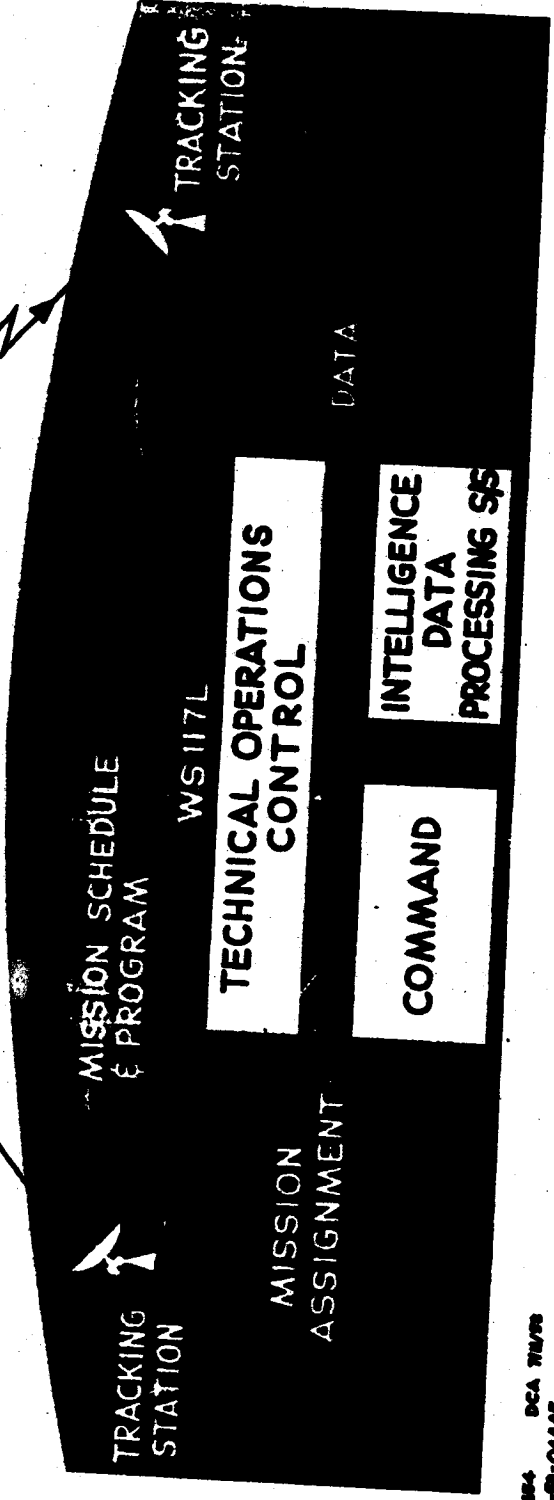 TRACKING
STATION
MISSION SCHEDULE
& PROGRAM
TRACKING
STATION
WS 117L
TECHNICAL OPERATIONS
CONTROL
MISSION
ASSIGNMENT
DATA
COMMAND
INTELLIGENCE
DATA
PROCESSING S/S
DCA